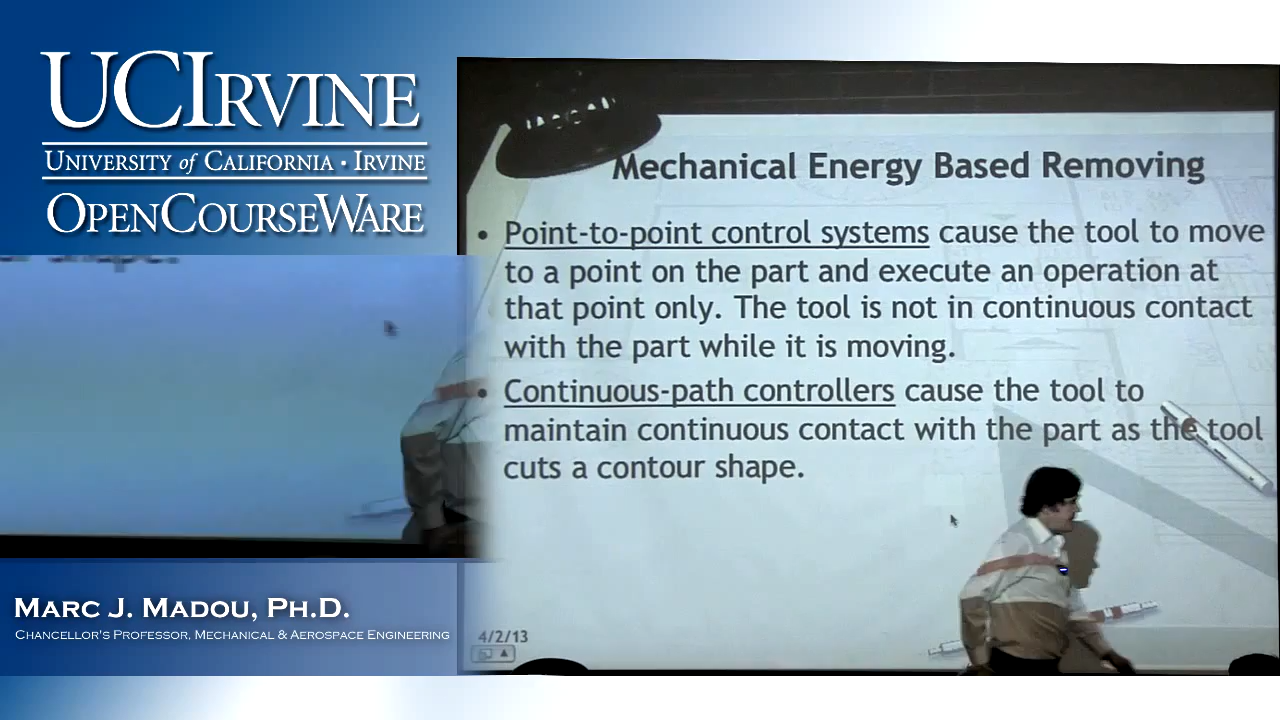 UCIRVINE
UNIVERSITY of CALIFORNIA · IRVINE
OPENCOURSEWARE
Mechanical Energy Based Removing
• Point-to-point control systems cause the tool to move
to a point on the part and execute an operation at
that point only. The tool is not in continuous contact
with the part while it is moving.
• Continuous-path controllers cause the tool to
maintain continuous contact with the part as the tool
cuts a contour shape.
4/2/13
MARC J. MADOU, PH.D.
CHANCELLOR'S PROFESSOR, MECHANICAL & AEROSPACE ENGINEERING